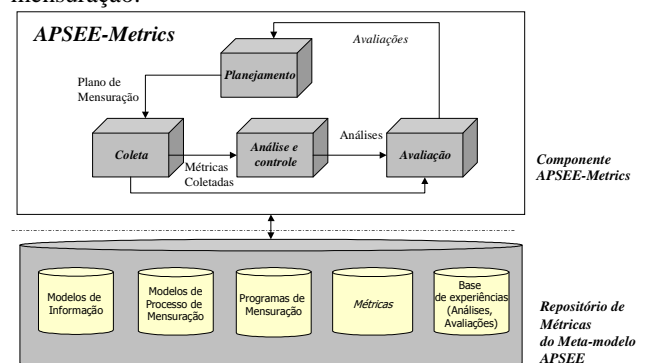 mensuração.
APSEE-Metrics
Avaliações
Planejamento
Plano de
Mensuração
Coleta
Análise e
controle
Análises
Avaliação
Métricas
Coletadas
Componente
APSEE-Metrics
Modelos de
Informação
Modelos de
Processo de
Mensuração
Programas de
Mensuração
Métricas
Base
de experiências
(Análises,
Avaliações)
Repositório de
Métricas
do Meta-modelo
APSEE